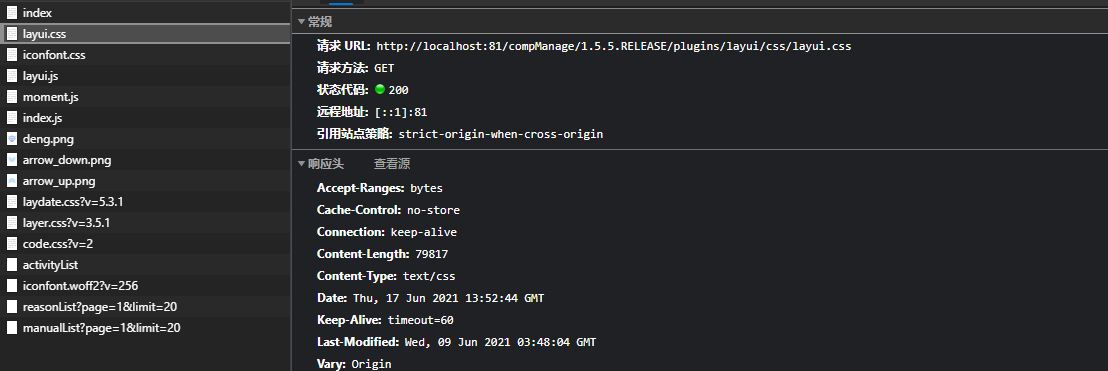 index
layui.css
iconfont.css
layui.js
moment.js
index.js
deng.png
arrow_down.png
arrow_up.png
laydate.css?v=5.3.1
layer.css?v=3.5.1
code.css?v=2
activityList
iconfont.woff2?v=256
reasonList?page=1&limit=20
manualList?page=1&limit=20
常规
请求 URL: http://localhost:81/compManage/1.5.5.RELEASE/plugins/layui/css/layui.css
请求方法: GET
状态代码: 200
远程地址: [::1]:81
引用站点策略: strict-origin-when-cross-origin
响应头 查看源
Accept-Ranges: bytes
Cache-Control: no-store
Connection: keep-alive
Content-Length: 79817
Content-Type: text/css
Date: Thu, 17 Jun 2021 13:52:44 GMT
Keep-Alive: timeout=60
Last-Modified: Wed, 09 Jun 2021 03:48:04 GMT
Vary: Origin